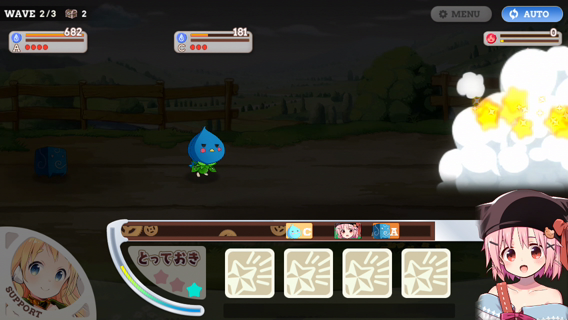 WAVE 2/3 2
MENU
AUTO
682
A
181
C
0
C
A
とっておき
SUPPORT